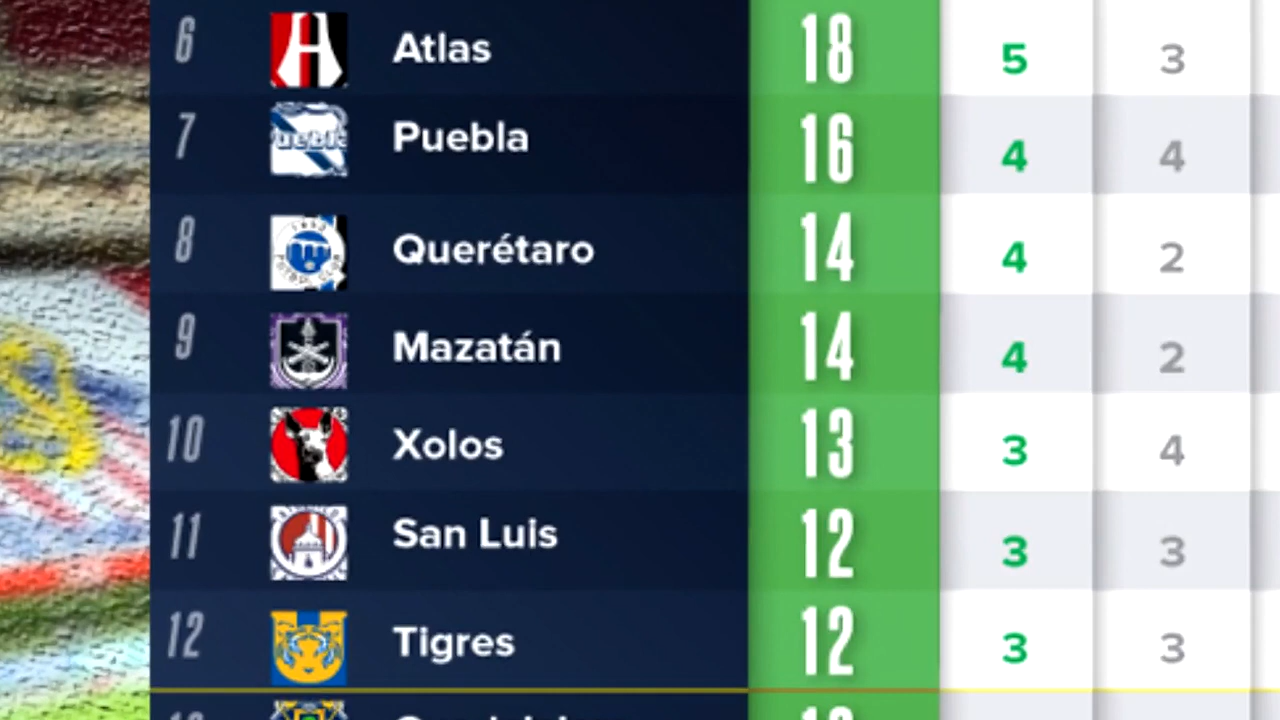 6 Atlas 18 5 3
7 Puebla 16 4 4
8 Querétaro 14 4 2
9 Mazatán 14 4 2
10 Xolos 13 3 4
11 San Luis 12 3 3
12 Tigres 12 3 3